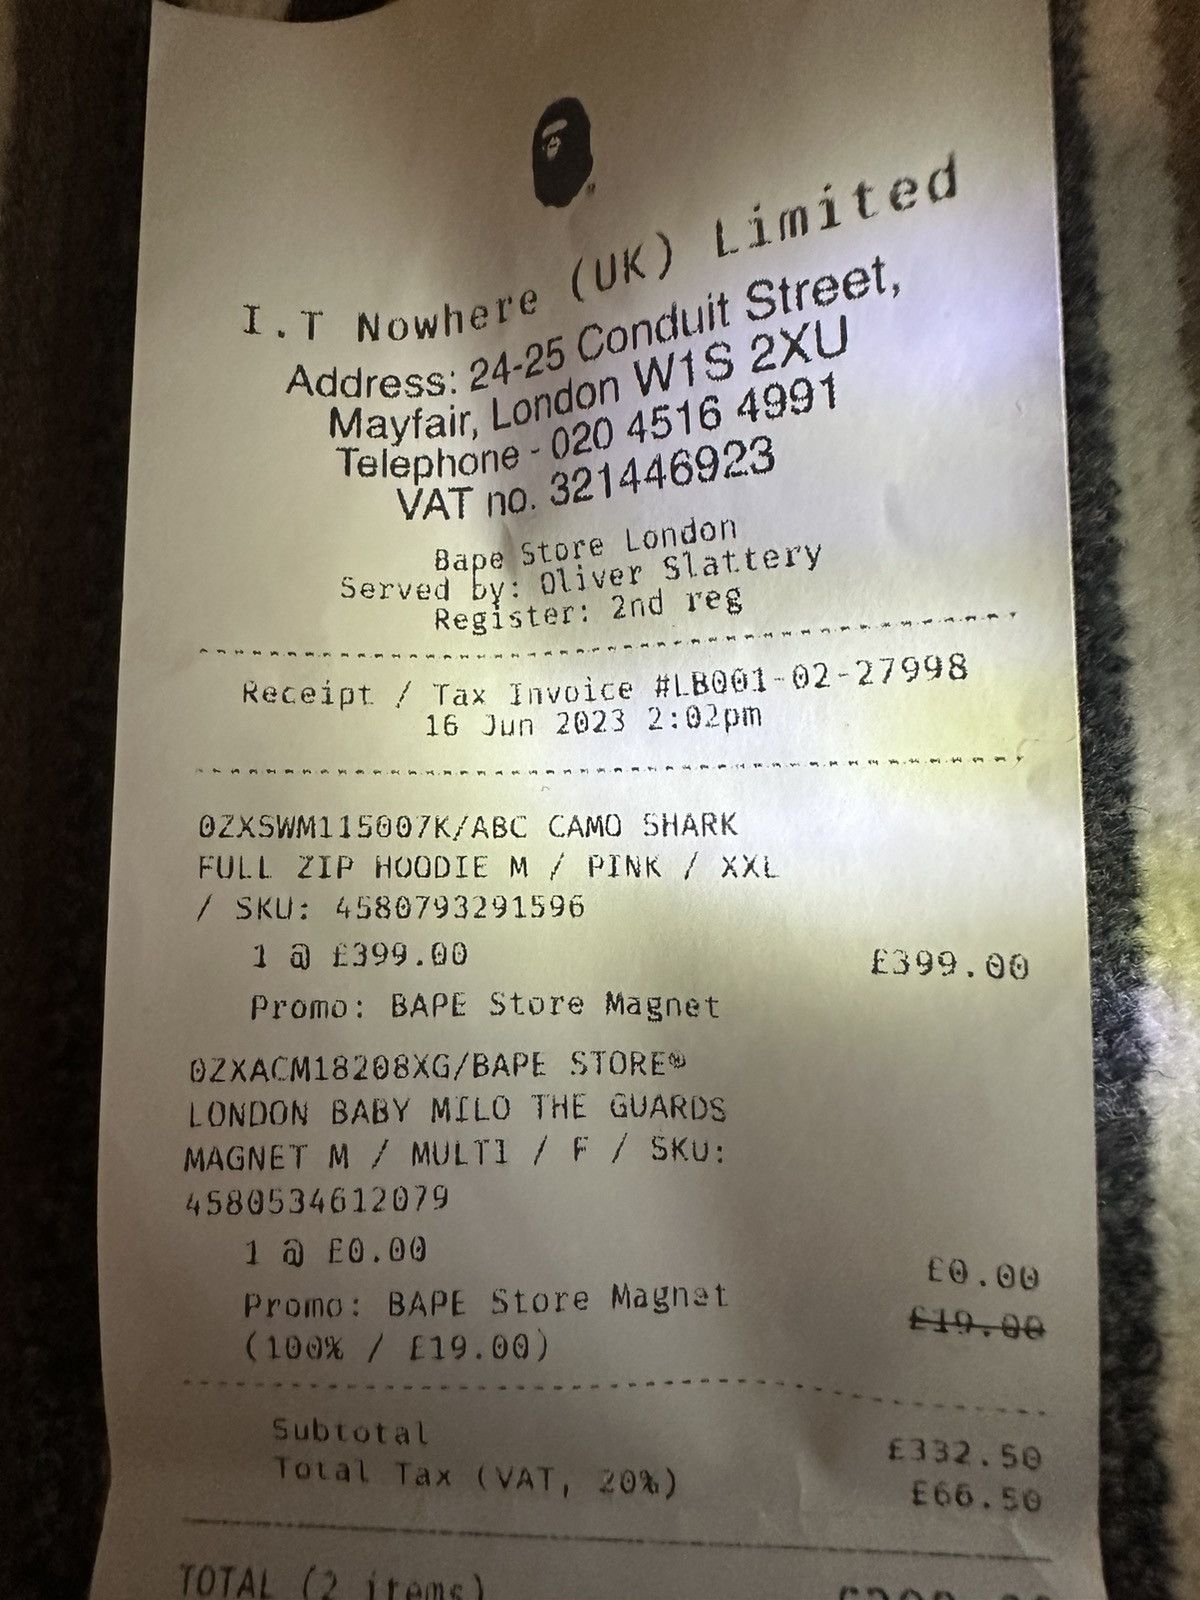 I.T Nowhere (UK) Limited
Address: 24-25 Conduit Street,
Mayfair, London W1S 2XU
Telephone - 020 4516 4991
VAT no. 321446923
Bape Store London
Served by: Oliver Slattery
Register: 2nd reg
Receipt / Tax Invoice #LB001-02-27998
16 Jun 2023 2:02pm
0ZXSWM115007K/ABC CAMO SHARK
FULL ZIP HOODIE M / PINK / XXL
/ SKU: 4580793291596
1 @ £399.00 £399.00
Promo: BAPE Store Magnet
0ZXACM18208XG/BAPE STORE®
LONDON BABY MILO THE GUARDS
MAGNET M / MULTI / F / SKU:
4580534612079
1 @ £0.00 £0.00
Promo: BAPE Store Magnet £19.00
(100% / £19.00)
Subtotal £332.50
Total Tax (VAT, 20%) £66.50
TOTAL (2 items)